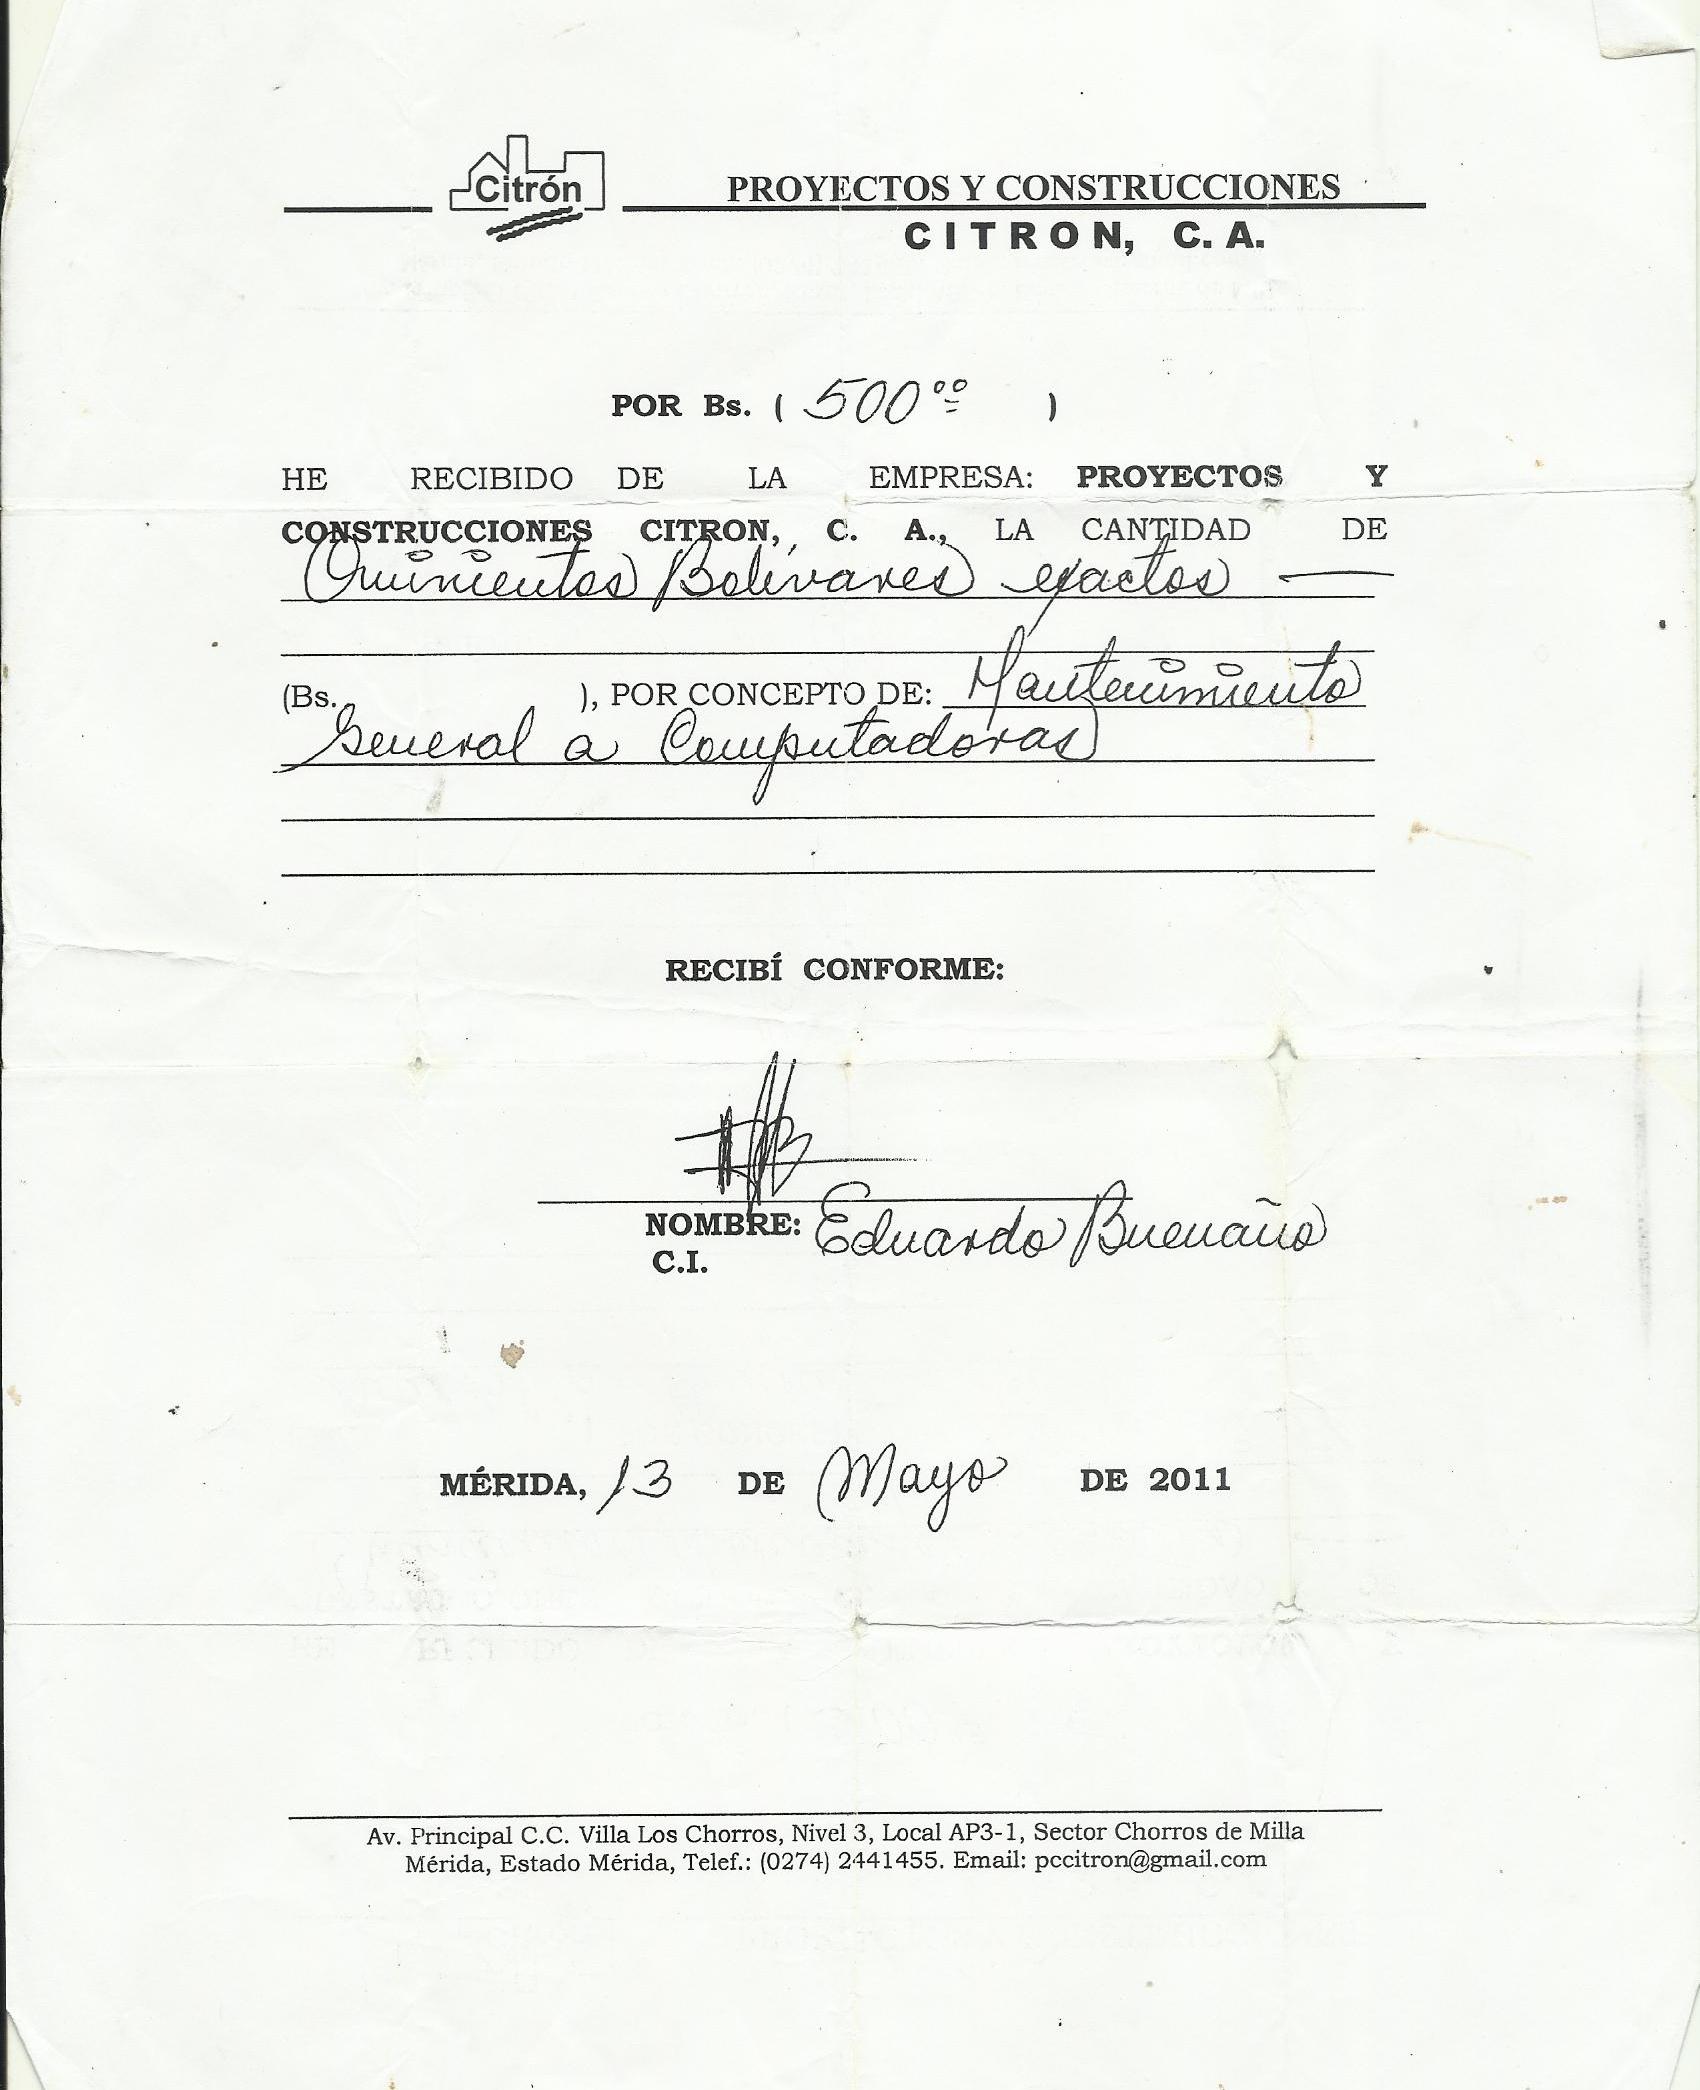 Citrón
PROYECTOS Y CONSTRUCCIONES
CITRON, C. A.
POR Bs. ( 500 00 )
HE RECIBIDO DE LA EMPRESA: PROYECTOS Y
CONSTRUCCIONES CITRON, C. A., LA CANTIDAD DE
Quinientos Bolívares exactos —
(Bs. ), POR CONCEPTO DE: Mantenimiento
General a Computadoras
RECIBÍ CONFORME:
NOMBRE: Eduardo Buenaño
C.I.
MÉRIDA, 13 DE Mayo DE 2011
Av. Principal C.C. Villa Los Chorros, Nivel 3, Local AP3-1, Sector Chorros de Milla
Mérida, Estado Mérida, Telef.: (0274) 2441455. Email: pccitron@gmail.com